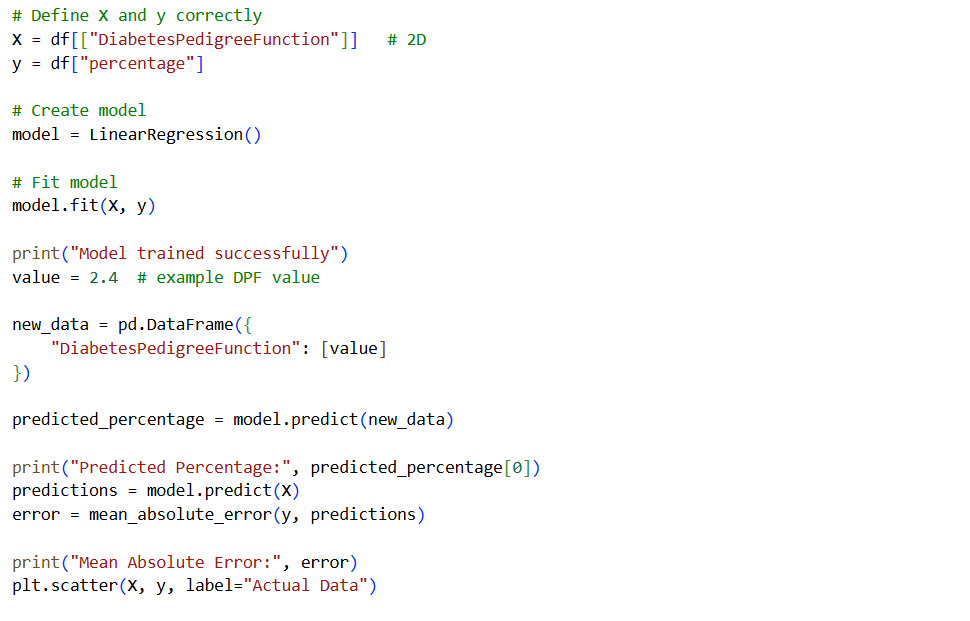 # Define X and y correctly
X = df[["DiabetesPedigreeFunction"]]   # 2D
y = df["percentage"]

# Create model
model = LinearRegression()

# Fit model
model.fit(X, y)

print("Model trained successfully")
value = 2.4  # example DPF value

new_data = pd.DataFrame({
    "DiabetesPedigreeFunction": [value]
})

predicted_percentage = model.predict(new_data)

print("Predicted Percentage:", predicted_percentage[0])
predictions = model.predict(X)
error = mean_absolute_error(y, predictions)

print("Mean Absolute Error:", error)
plt.scatter(X, y, label="Actual Data")